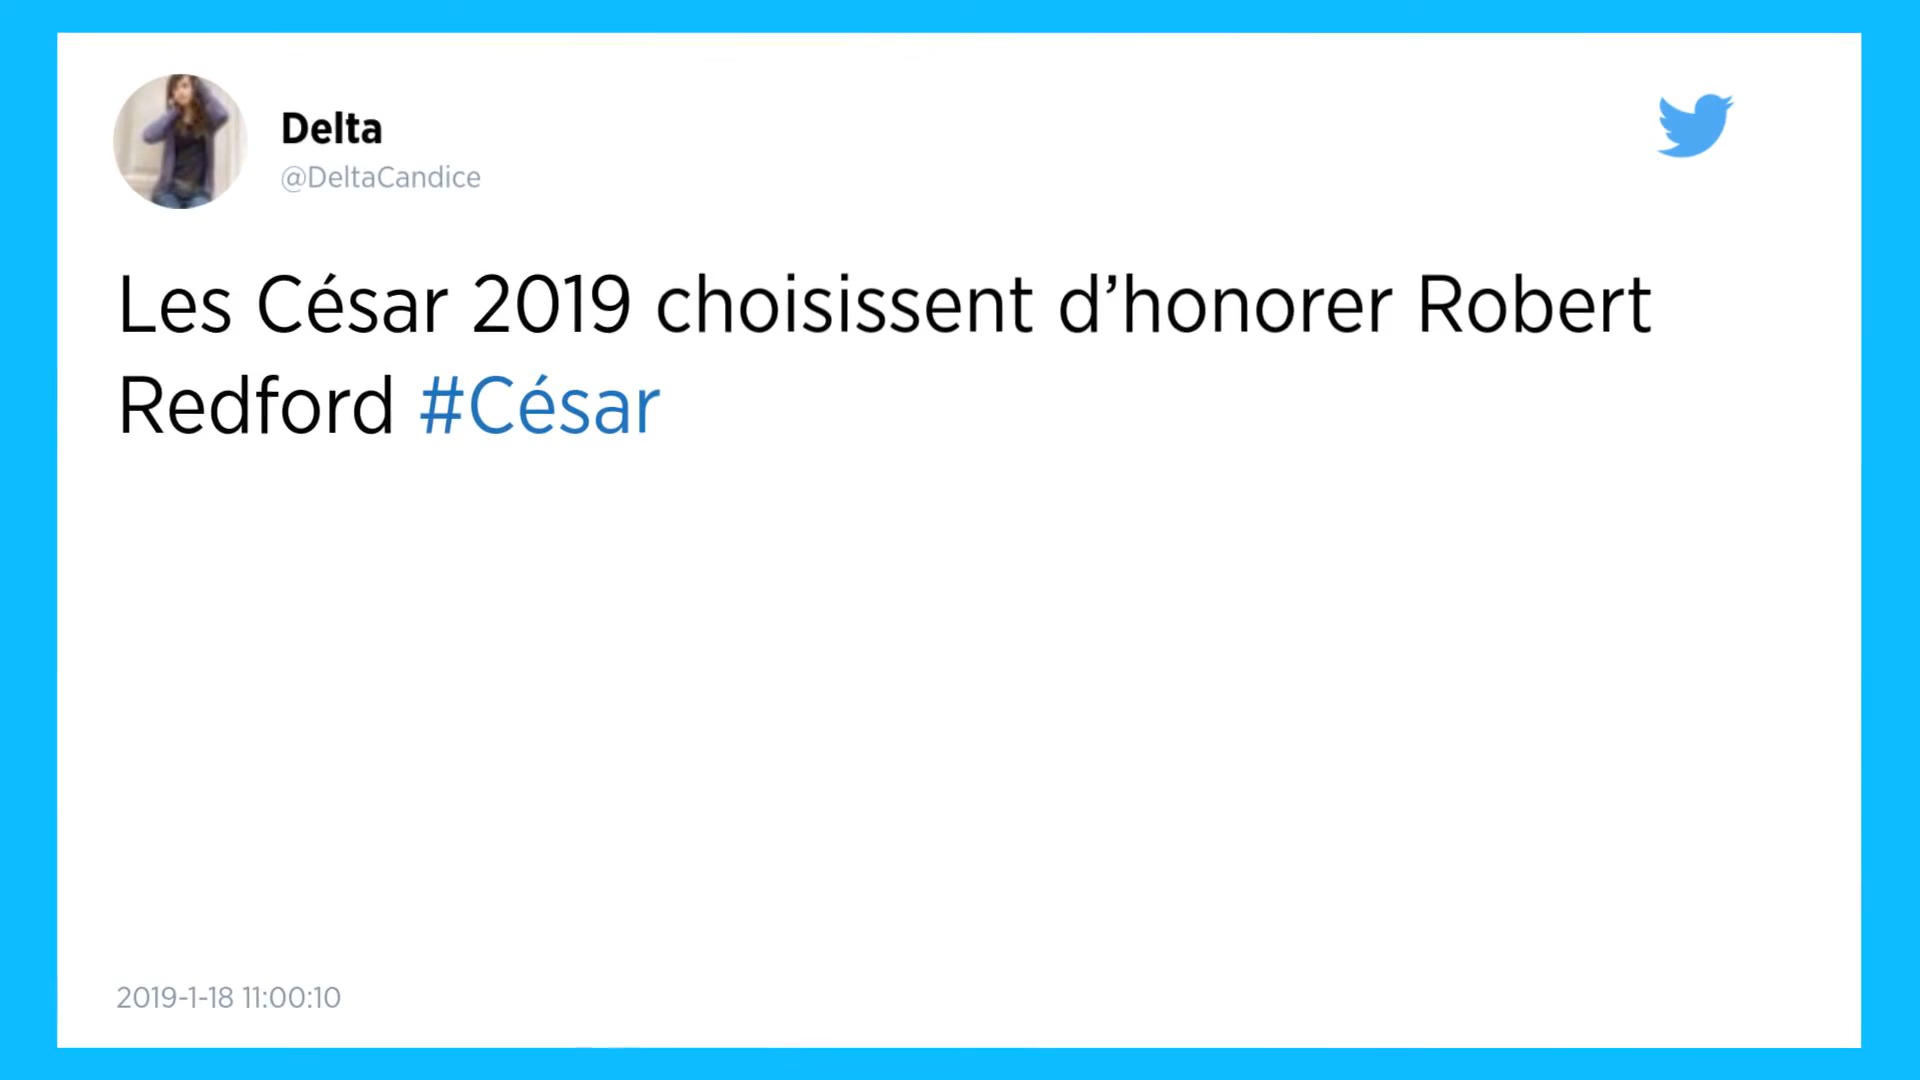 Delta
@DeltaCandice
Les César 2019 choisissent d’honorer Robert
Redford #César
2019-1-18 11:00:10